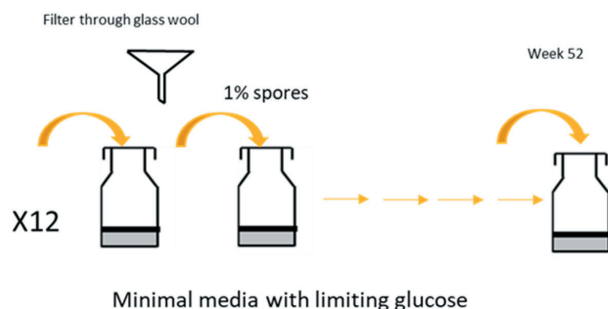 Filter through glass wool
Week 52
1% spores
X12
Minimal media with limiting glucose